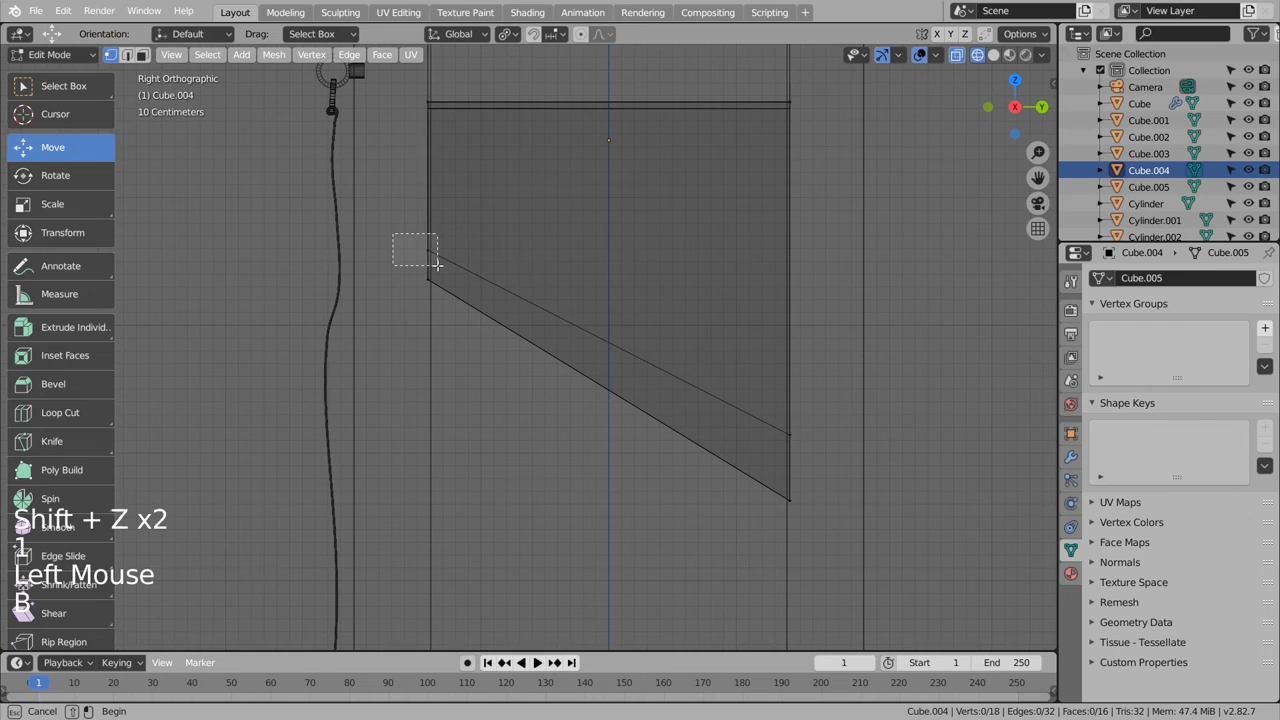 File Edit Render Window Help Layout Modeling Sculpting UV Editing Texture Paint Shading Animation Rendering Compositing Scripting + Scene View Layer
Orientation: Default Drag: Select Box Global X Y Z Options
Edit Mode View Select Add Mesh Vertex Edge Face UV
Right Orthographic
(1) Cube.004
10 Centimeters
Select Box
Cursor
Move
Rotate
Scale
Transform
Annotate
Measure
Extrude Individ..
Inset Faces
Bevel
Loop Cut
Knife
Poly Build
Spin
Smooth
Edge Slide
Shrink/Fatten
Shear
Rip Region
Shift + Z x2
1
Left Mouse
B
Z
X
Y
Scene Collection
Collection
Camera
Cube
Cube.001
Cube.002
Cube.003
Cube.004
Cube.005
Cylinder
Cylinder.001
Cylinder.002
Cube.004 Cube.005
Cube.005
Vertex Groups
Shape Keys
UV Maps
Vertex Colors
Face Maps
Normals
Texture Space
Remesh
Geometry Data
Tissue - Tessellate
Custom Properties
Playback Keying View Marker 1 Start 1 End 250
1 10 20 30 40 50 60 70 80 90 100 110 120 130 140 150 160 170 180 190 200 210 220 230 240 250
Esc Cancel Begin Cube.004 | Verts:0/18 | Edges:0/32 | Faces:0/16 | Tris:32 | Mem: 47.4 MiB | v2.82.7